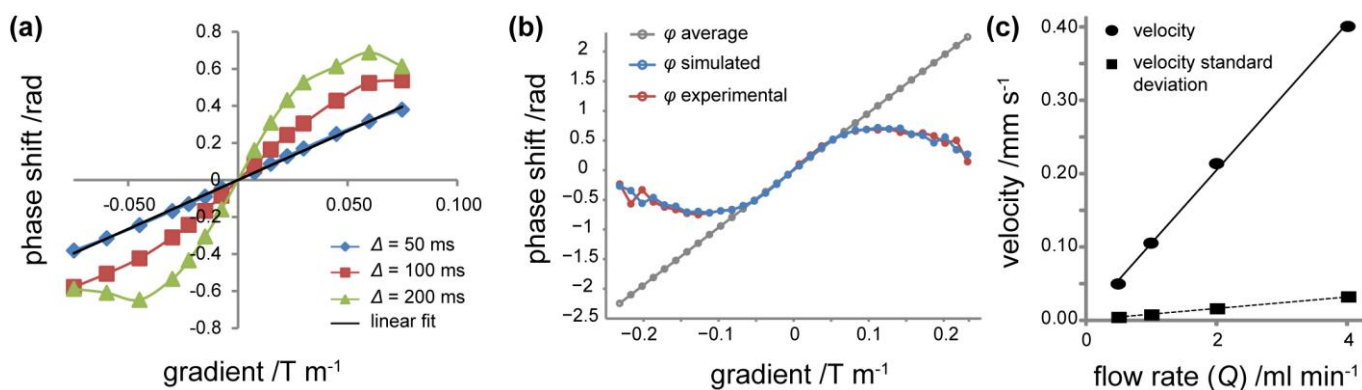 (a)
phase shift /rad
0.8
0.6
0.4
0.2
0
-0.2
-0.4
-0.6
-0.8
-0.050
0.050
0.100
Δ = 50 ms
Δ = 100 ms
Δ = 200 ms
linear fit
gradient /T m⁻¹
(b)
phase shift /rad
2
1.5
1
0.5
0
−0.5
−1
−1.5
−2
−2.5
−0.2
−0.1
0
0.1
0.2
φ average
φ simulated
φ experimental
gradient /T m⁻¹
(c)
velocity /mm s⁻¹
0.40
0.30
0.20
0.10
0.00
0
1
2
3
4
velocity
velocity standard
deviation
flow rate (Q) /ml min⁻¹